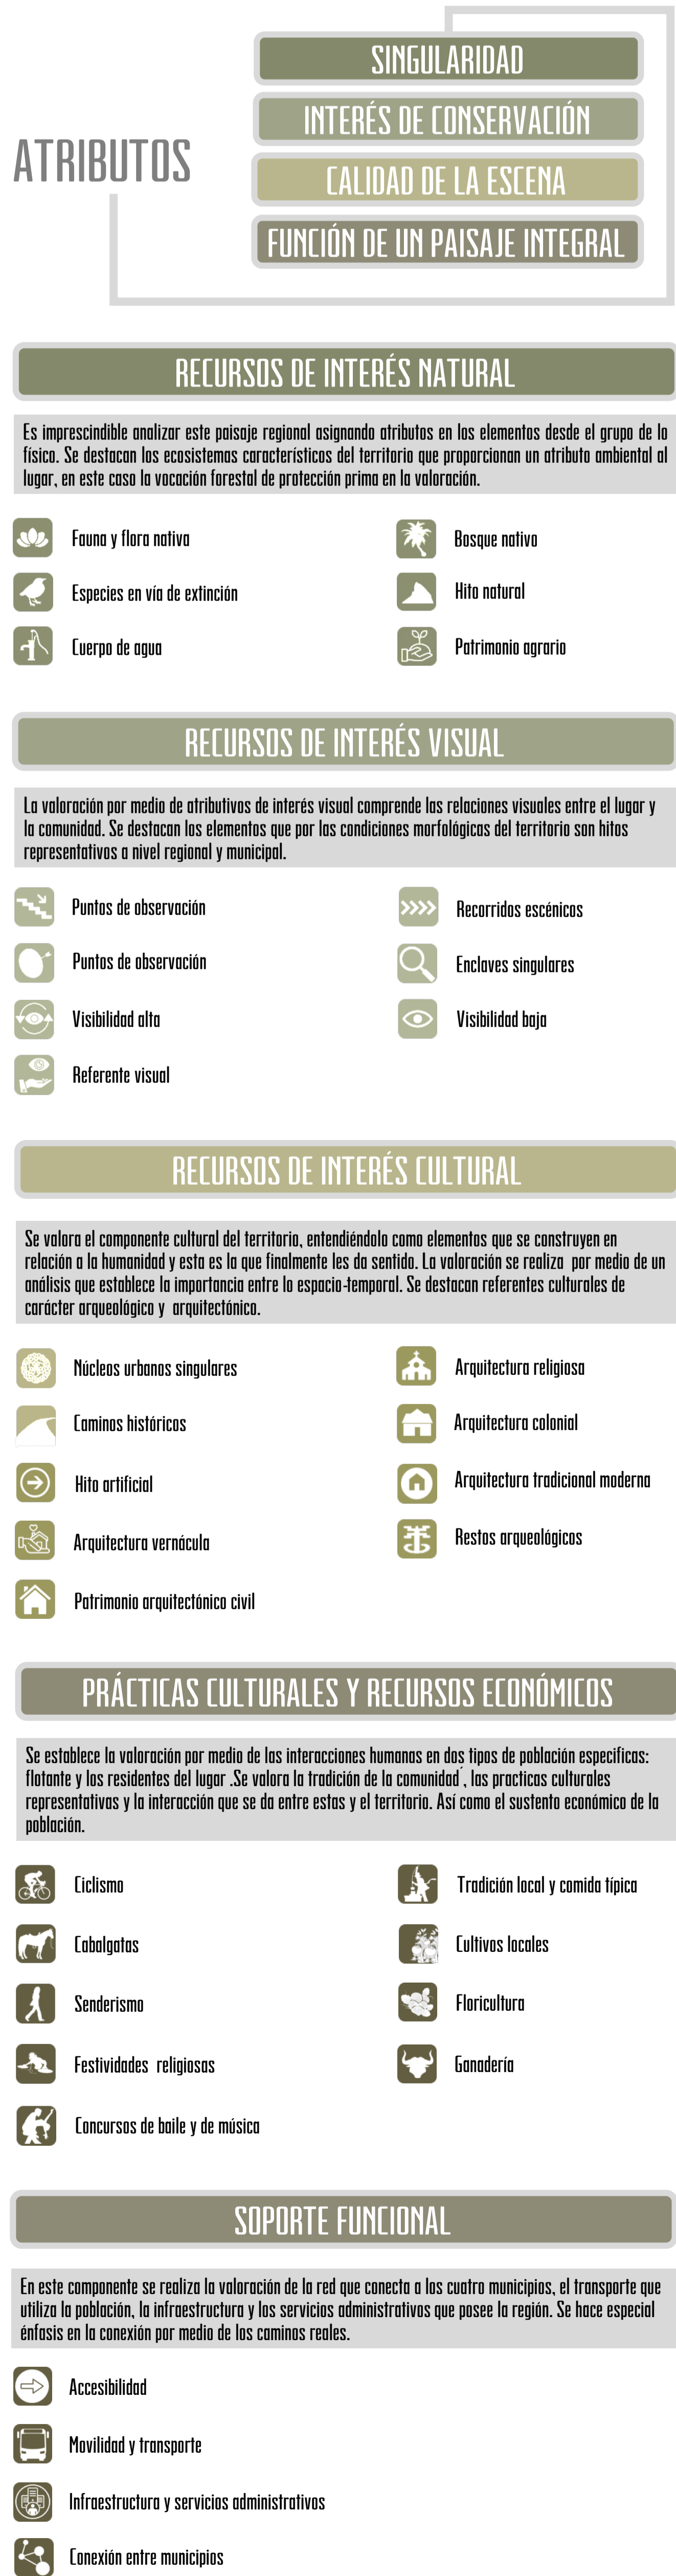 ATRIBUTOS
SINGULARIDAD
INTERÉS DE CONSERVACIÓN
CALIDAD DE LA ESCENA
FUNCIÓN DE UN PAISAJE INTEGRAL
RECURSOS DE INTERÉS NATURAL
Es imprescindible analizar este paisaje regional asignando atributos en los elementos desde el grupo de lo
físico. Se destacan los ecosistemas característicos del territorio que proporcionan un atributo ambiental al
lugar, en este caso la vocación forestal de protección prima en la valoración.
Fauna y flora nativa
Especies en vía de extinción
Cuerpo de agua
Bosque nativo
Hito natural
Patrimonio agrario
RECURSOS DE INTERÉS VISUAL
La valoración por medio de atributivos de interés visual comprende las relaciones visuales entre el lugar y
la comunidad. Se destacan los elementos que por las condiciones morfológicas del territorio son hitos
representativos a nivel regional y municipal.
Puntos de observación
Puntos de observación
Visibilidad alta
Referente visual
Recorridos escénicos
Enclaves singulares
Visibilidad baja
RECURSOS DE INTERÉS CULTURAL
Se valora el componente cultural del territorio, entendiéndolo como elementos que se construyen en
relación a la humanidad y esta es la que finalmente les da sentido. La valoración se realiza por medio de un
análisis que establece la importancia entre lo espacio-temporal. Se destacan referentes culturales de
carácter arqueológico y arquitectónico.
Núcleos urbanos singulares
Caminos históricos
Hito artificial
Arquitectura vernácula
Patrimonio arquitectónico civil
Arquitectura religiosa
Arquitectura colonial
Arquitectura tradicional moderna
Restos arqueológicos
PRÁCTICAS CULTURALES Y RECURSOS ECONÓMICOS
Se establece la valoración por medio de las interacciones humanas en dos tipos de población especificas:
flotante y los residentes del lugar .Se valora la tradición de la comunidad´, las practicas culturales
representativas y la interacción que se da entre estas y el territorio. Así como el sustento económico de la
población.
Ciclismo
Cabalgatas
Senderismo
Festividades religiosas
Concursos de baile y de música
Tradición local y comida típica
Cultivos locales
Floricultura
Ganadería
SOPORTE FUNCIONAL
En este componente se realiza la valoración de la red que conecta a los cuatro municipios, el transporte que
utiliza la población, la infraestructura y los servicios administrativos que posee la región. Se hace especial
énfasis en la conexión por medio de los caminos reales.
Accesibilidad
Movilidad y transporte
Infraestructura y servicios administrativos
Conexión entre municipios